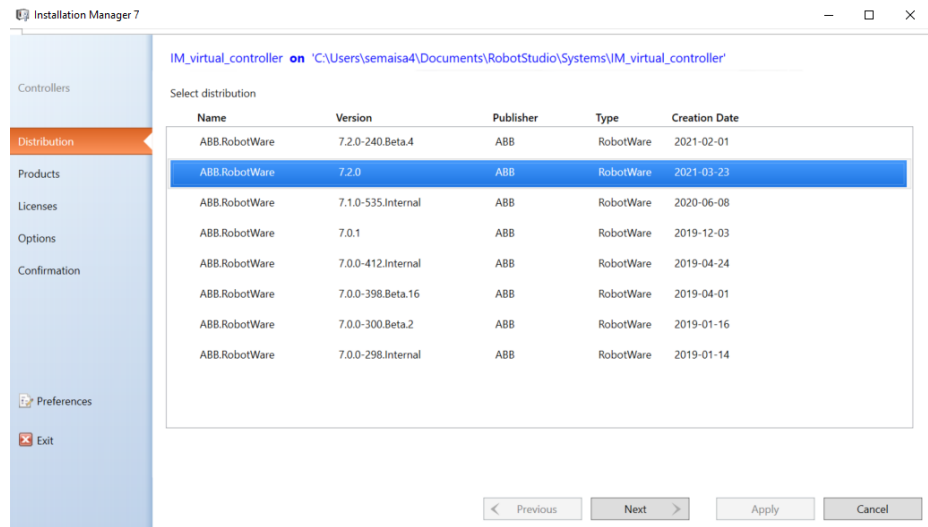 Installation Manager 7
IM_virtual_controller on 'C:\Users\semaisa4\Documents\RobotStudio\Systems\IM_virtual_controller'
Controllers
Distribution
Products
Licenses
Options
Confirmation
Preferences
Exit
Select distribution
Name Version Publisher Type Creation Date
ABB.RobotWare 7.2.0-240.Beta.4 ABB RobotWare 2021-02-01
ABB.RobotWare 7.2.0 ABB RobotWare 2021-03-23
ABB.RobotWare 7.1.0-535.Internal ABB RobotWare 2020-06-08
ABB.RobotWare 7.0.1 ABB RobotWare 2019-12-03
ABB.RobotWare 7.0.0-412.Internal ABB RobotWare 2019-04-24
ABB.RobotWare 7.0.0-398.Beta.16 ABB RobotWare 2019-04-01
ABB.RobotWare 7.0.0-300.Beta.2 ABB RobotWare 2019-01-16
ABB.RobotWare 7.0.0-298.Internal ABB RobotWare 2019-01-14
Previous Next Apply Cancel